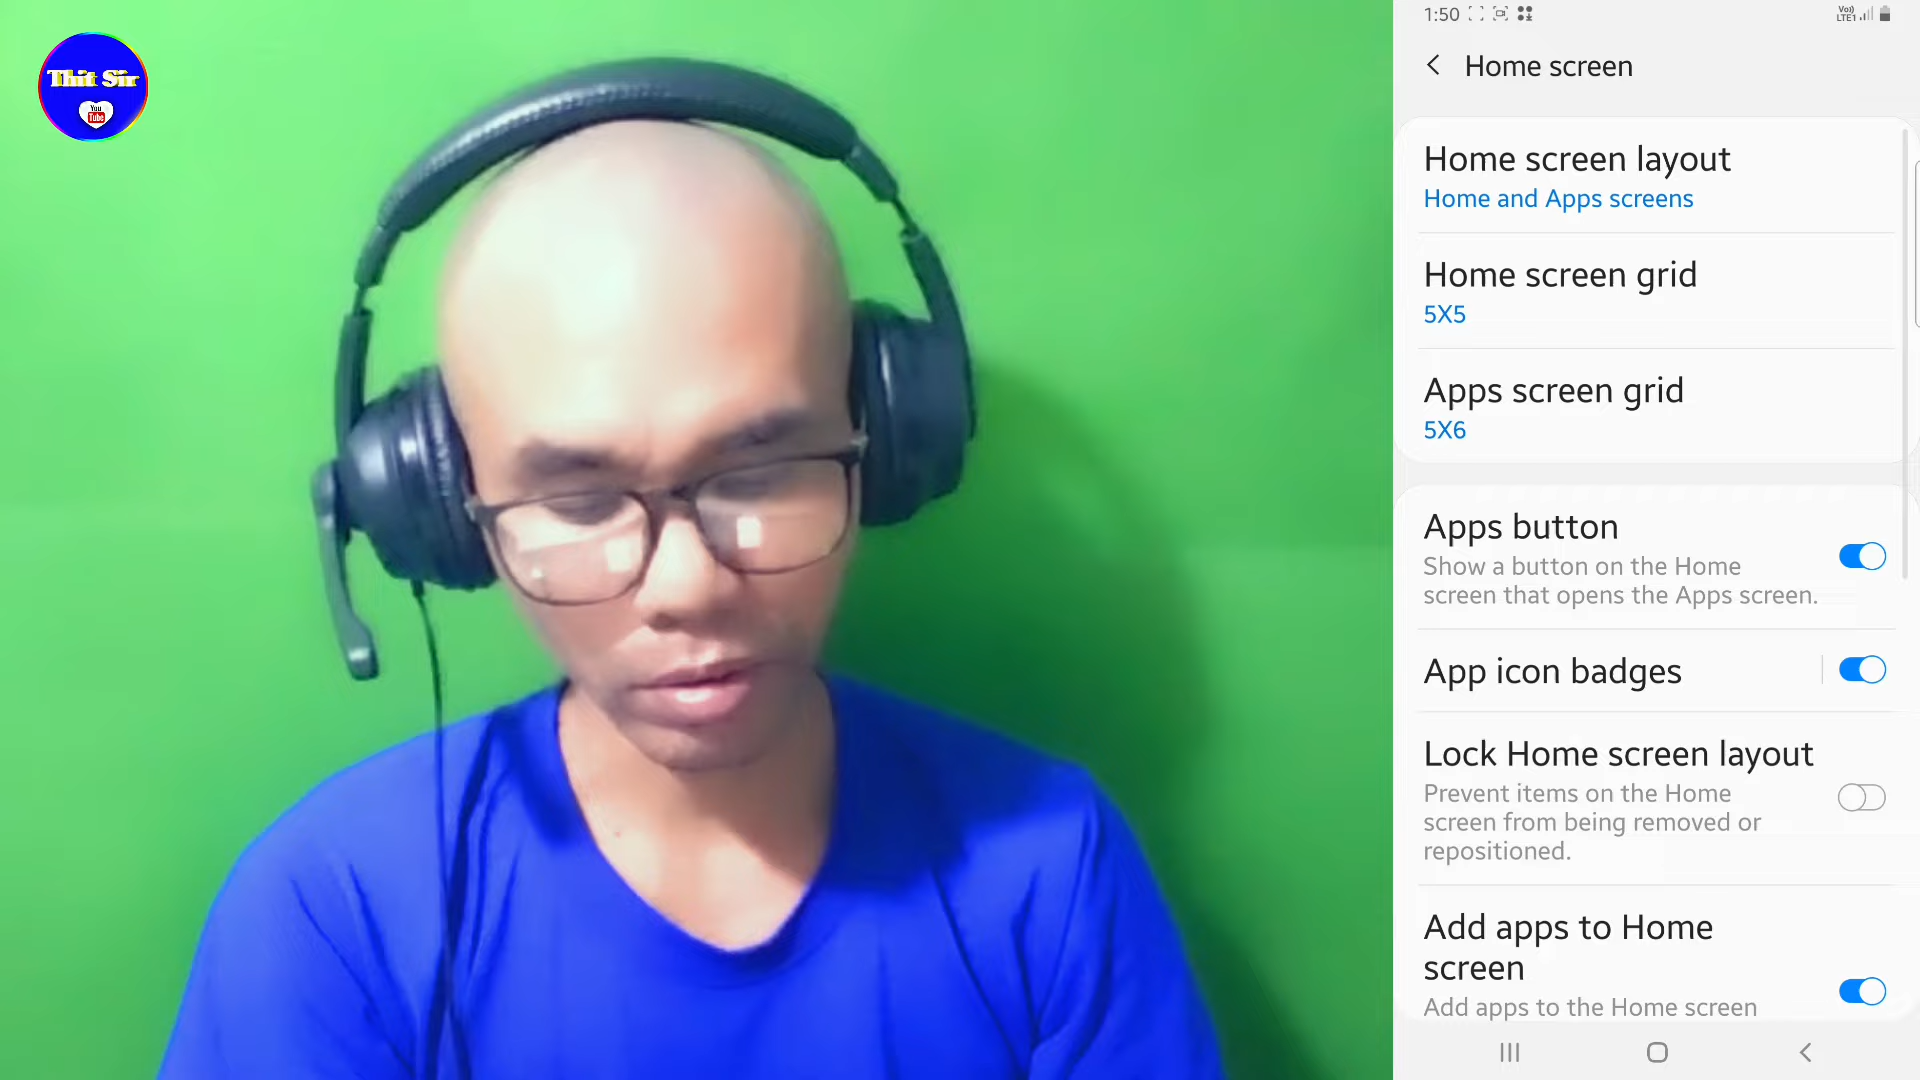 Thit Sir
You
Tube
1:50
Vo))
LTE1
Home screen
Home screen layout
Home and Apps screens
Home screen grid
5X5
Apps screen grid
5X6
Apps button
Show a button on the Home
screen that opens the Apps screen.
App icon badges
Lock Home screen layout
Prevent items on the Home
screen from being removed or
repositioned.
Add apps to Home
screen
Add apps to the Home screen